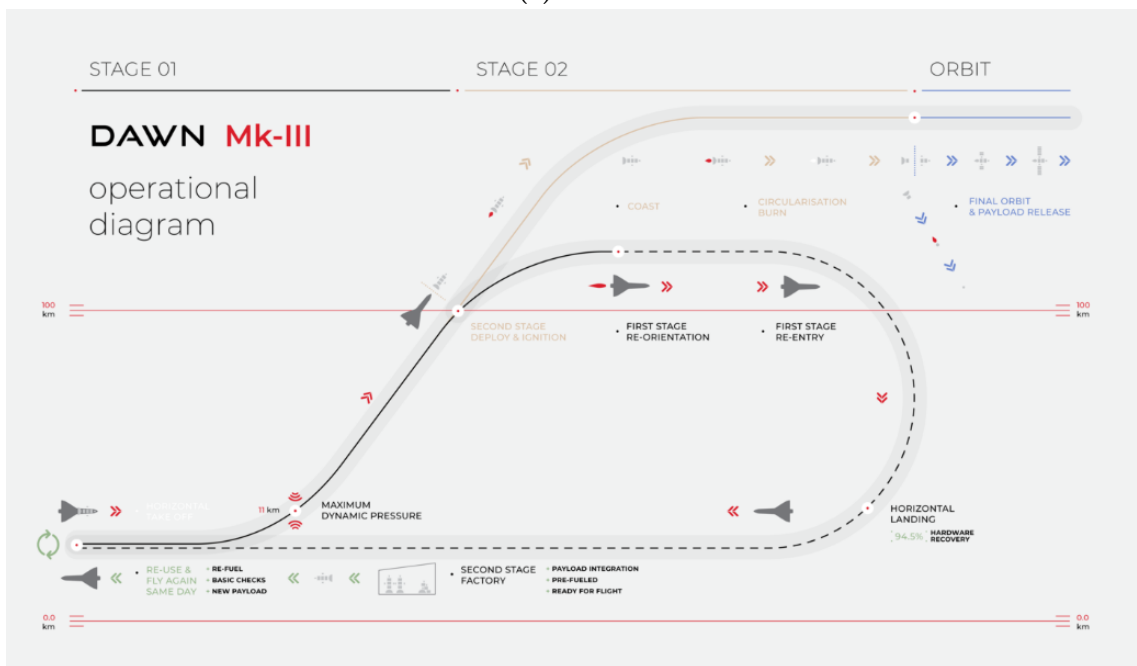 STAGE 01
STAGE 02
ORBIT
DAWN Mk-III
operational
diagram
COAST
CIRCULARISATION
BURN
FINAL ORBIT
& PAYLOAD RELEASE
100
km
100
km
SECOND STAGE
DEPLOY & IGNITION
FIRST STAGE
RE-ORIENTATION
FIRST STAGE
RE-ENTRY
HORIZONTAL
TAKE OFF
11 km
MAXIMUM
DYNAMIC PRESSURE
HORIZONTAL
LANDING
94.5%
HARDWARE
RECOVERY
RE-USE &
FLY AGAIN
SAME DAY
RE-FUEL
BASIC CHECKS
NEW PAYLOAD
SECOND STAGE
FACTORY
PAYLOAD INTEGRATION
PRE-FUELED
READY FOR FLIGHT
0.0
km
0.0
km